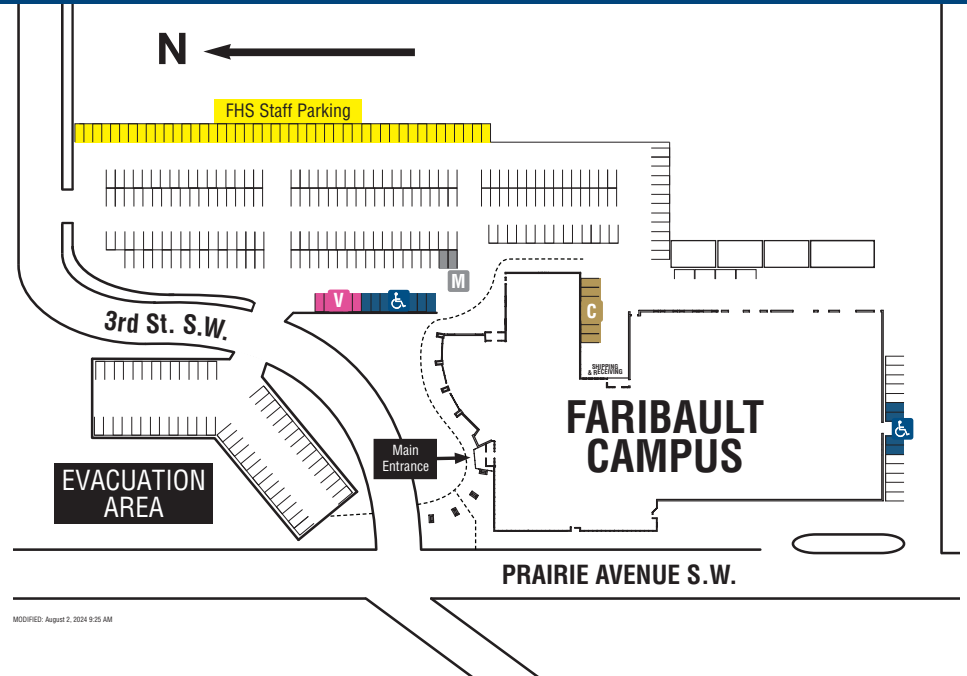 N
FHS Staff Parking
M
V
C
3rd St. S.W.
SHIPPING
& RECEIVING
FARIBAULT
CAMPUS
Main
Entrance
EVACUATION
AREA
PRAIRIE AVENUE S.W.
MODIFIED: August 2, 2024 9:25 AM